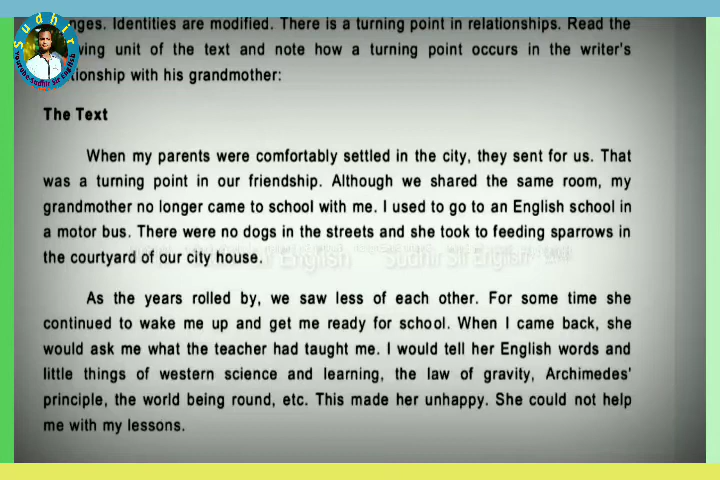 Sudhir
Youtube-Sudhir Sir English
Identities are modified. There is a turning point in relationships. Read the
unit of the text and note how a turning point occurs in the writer's
with his grandmother:
The Text
When my parents were comfortably settled in the city, they sent for us. That
was a turning point in our friendship. Although we shared the same room, my
grandmother no longer came to school with me. I used to go to an English school in
a motor bus. There were no dogs in the streets and she took to feeding sparrows in
the courtyard of our city house.
Sudhir Sir English
As the years rolled by, we saw less of each other. For some time she
continued to wake me up and get me ready for school. When I came back, she
would ask me what the teacher had taught me. I would tell her English words and
little things of western science and learning, the law of gravity, Archimedes'
principle, the world being round, etc. This made her unhappy. She could not help
me with my lessons.